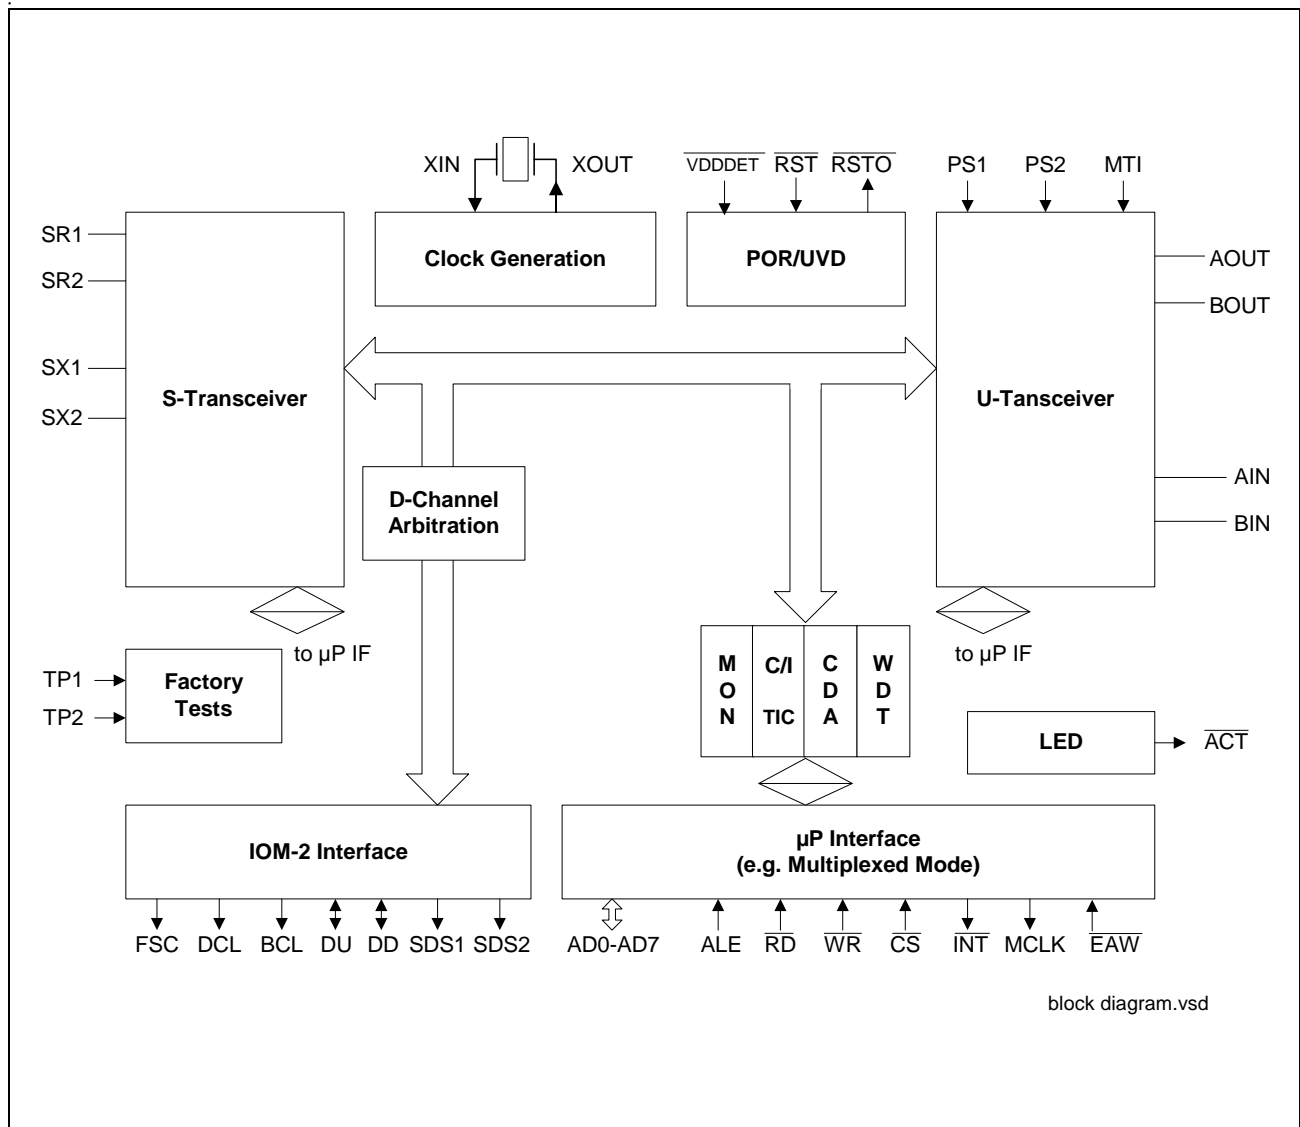 XIN
XOUT
VDDDET
RST
RSTO
PS1
PS2
MTI
SR1
SR2
SX1
SX2
S-Transceiver
Clock Generation
POR/UVD
U-Tansceiver
AOUT
BOUT
AIN
BIN
D-Channel
Arbitration
to µP IF
to µP IF
TP1
TP2
Factory
Tests
MON
C/I
TIC
CDA
WDT
LED
ACT
IOM-2 Interface
µP Interface
(e.g. Multiplexed Mode)
FSC
DCL
BCL
DU
DD
SDS1
SDS2
AD0-AD7
ALE
RD
WR
CS
INT
MCLK
EAW
block diagram.vsd